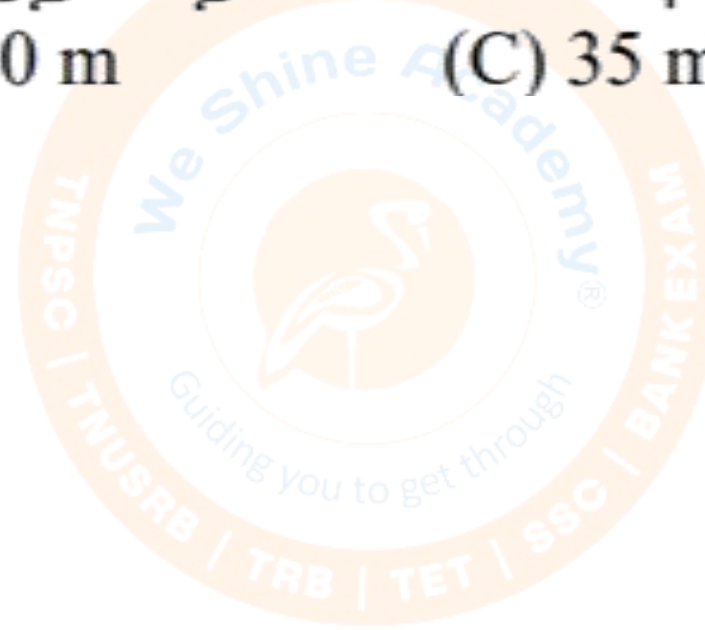 0 m (C) 35 m
We Shine Academy®
Guiding you to get through
TNPSC | TNUSRB | TRB | TET | SSC | BANK EXAM